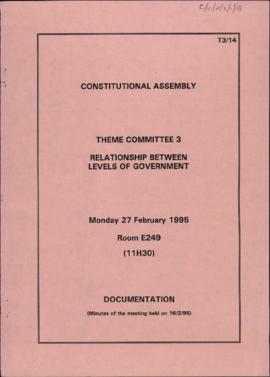 T3/14
CONSTITUTIONAL ASSEMBLY
THEME COMMITTEE 3
RELATIONSHIP BETWEEN
LEVELS OF GOVERNMENT
Monday 27 February 1995
Room E249
(11H30)
DOCUMENTATION
(Minutes of the meeting held on 16/2/95)